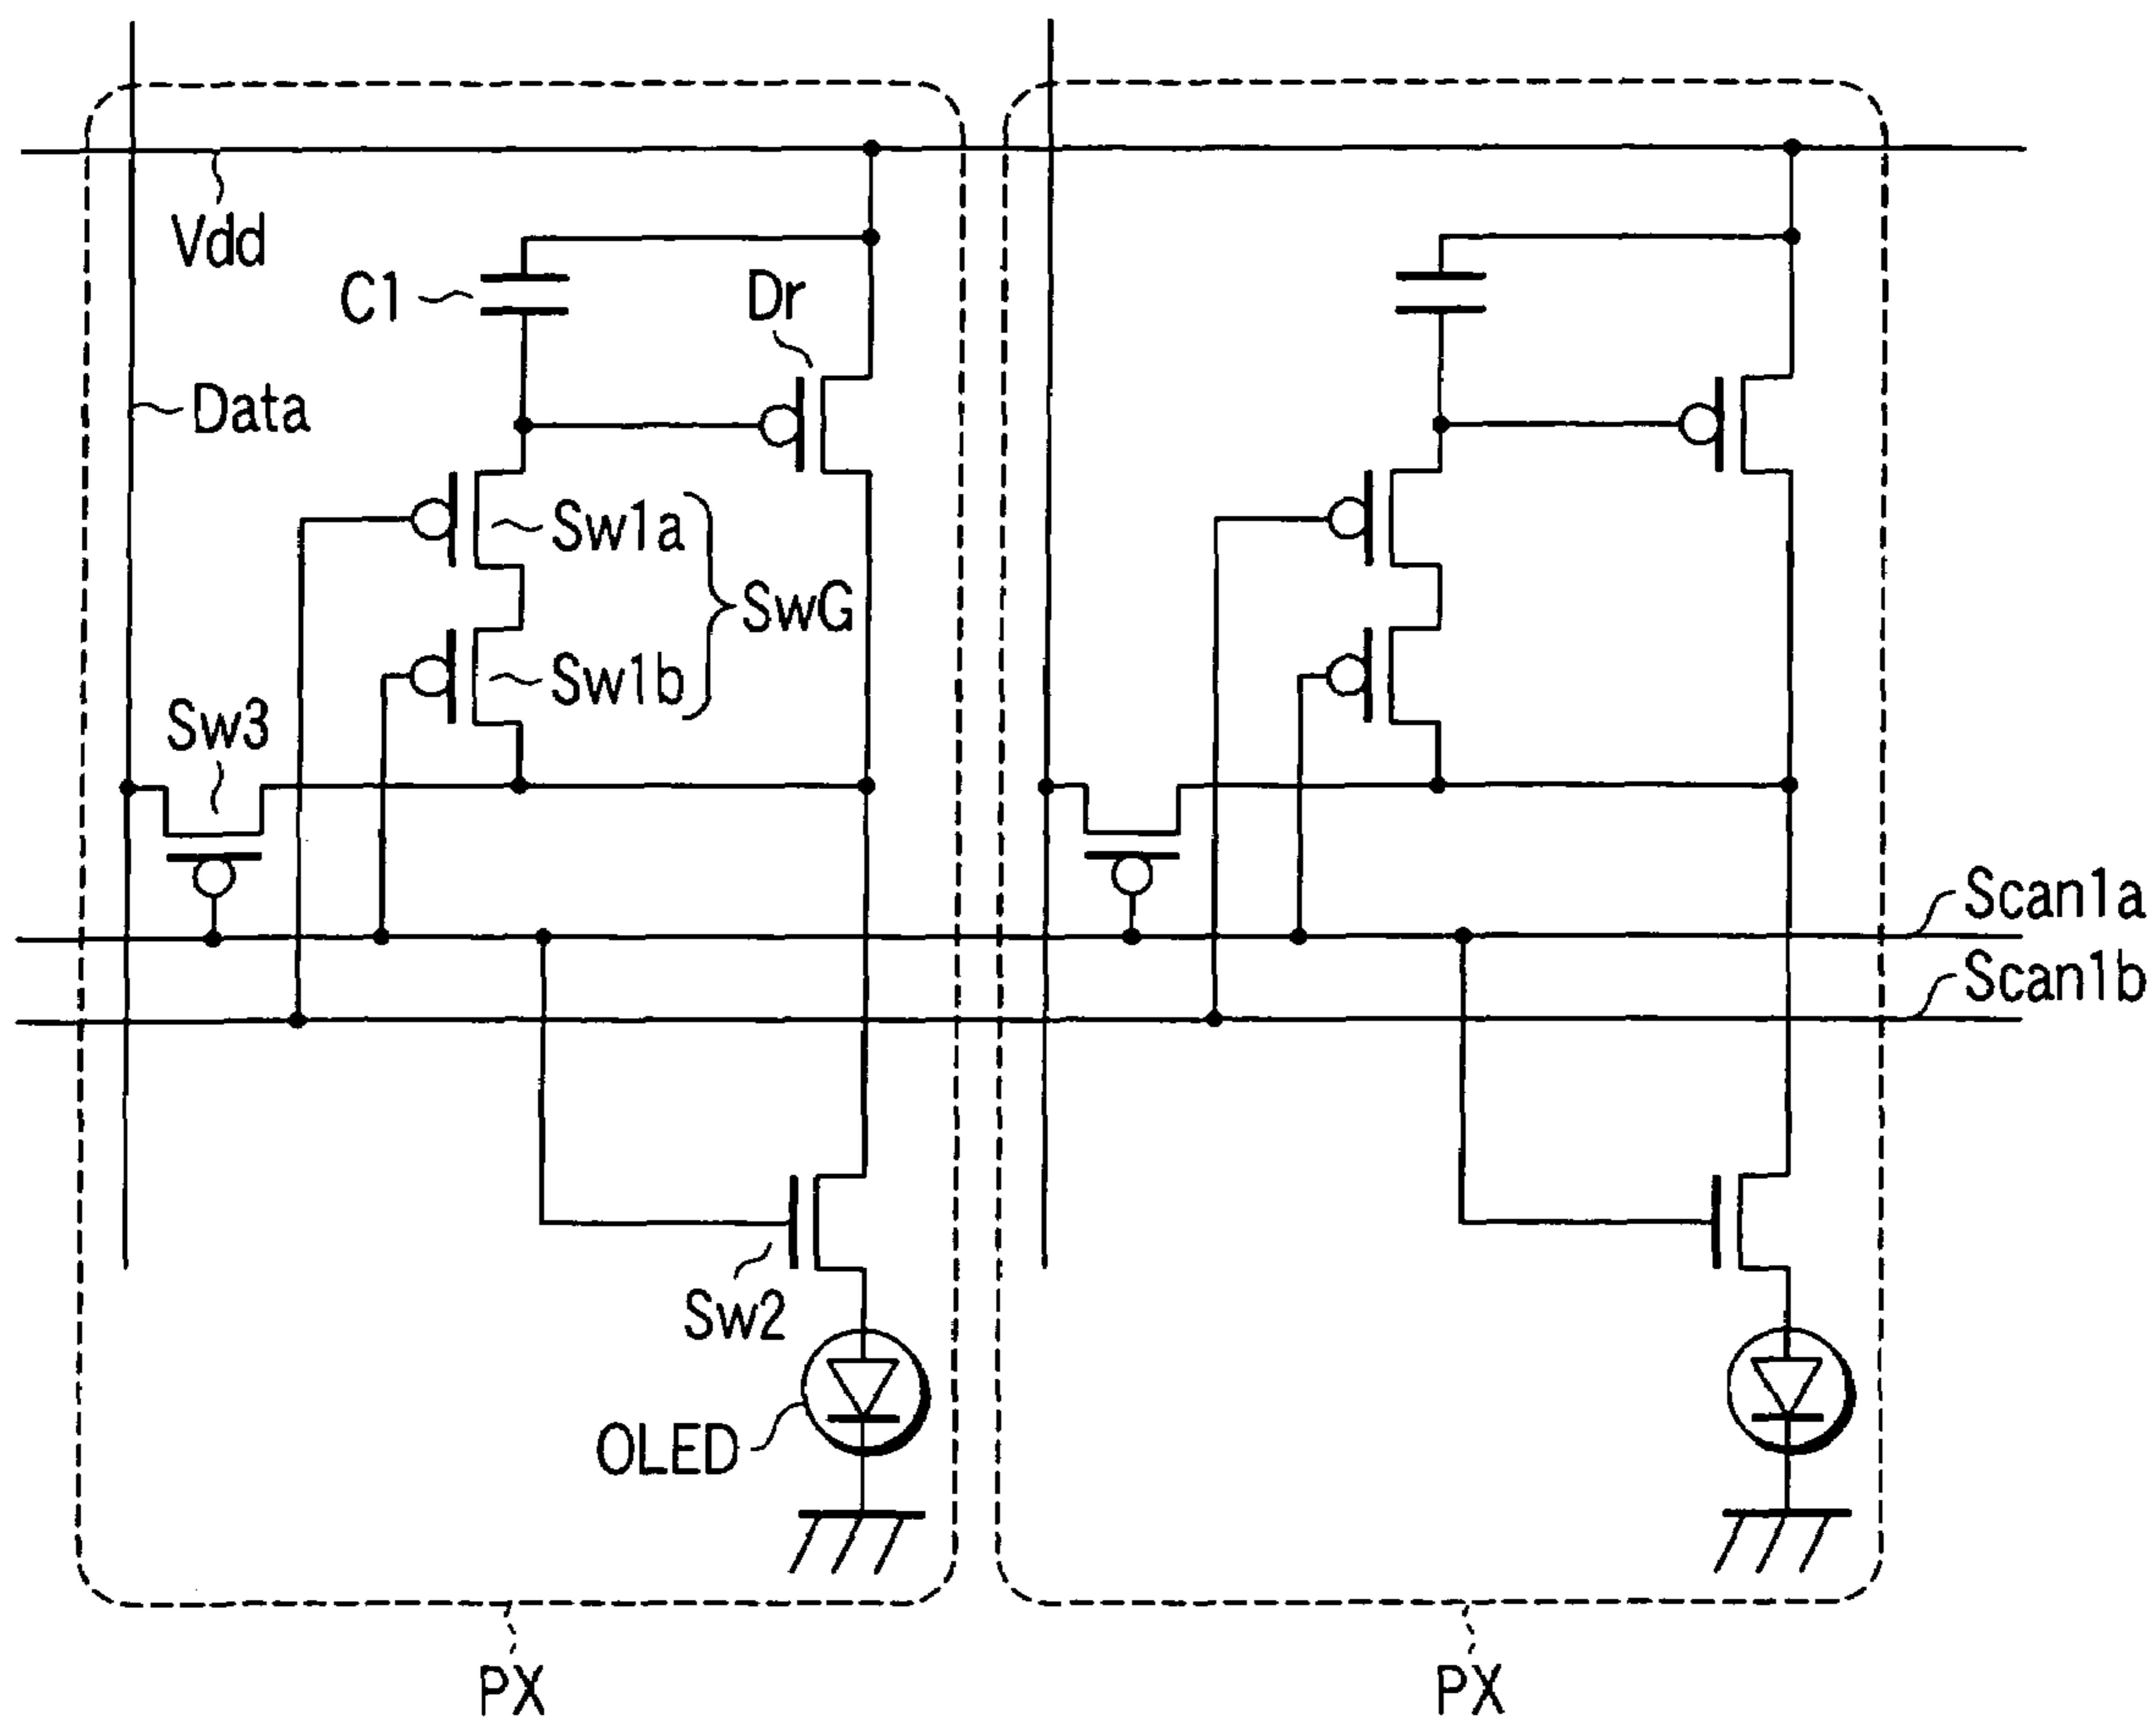 Vdd
C1
Dr
Data
Sw1a
SwG
Sw1b
Sw3
Scan1a
Scan1b
Sw2
OLED
PX
PX